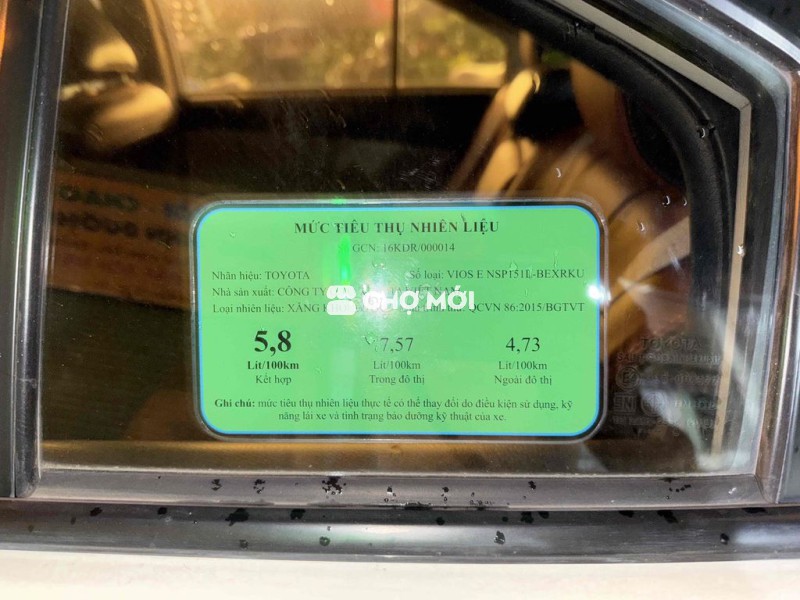 MỨC TIÊU THỤ NHIÊN LIỆU
GCN: 16KDR/000014
Nhãn hiệu: TOYOTA Số loại: VIOS E NSP151L-BEXRKU
Nhà sản xuất: CÔNG TY VIỆT NAM
CHỢ MỚI
Loại nhiên liệu: XĂNG QCVN 86:2015/BGTVT
5,8 7,57 4,73
Lít/100km Lít/100km Lít/100km
Kết hợp Trong đô thị Ngoài đô thị
Ghi chú: mức tiêu thụ nhiên liệu thực tế có thể thay đổi do điều kiện sử dụng, kỹ
năng lái xe và tình trạng bảo dưỡng kỹ thuật của xe.
TOYOTA